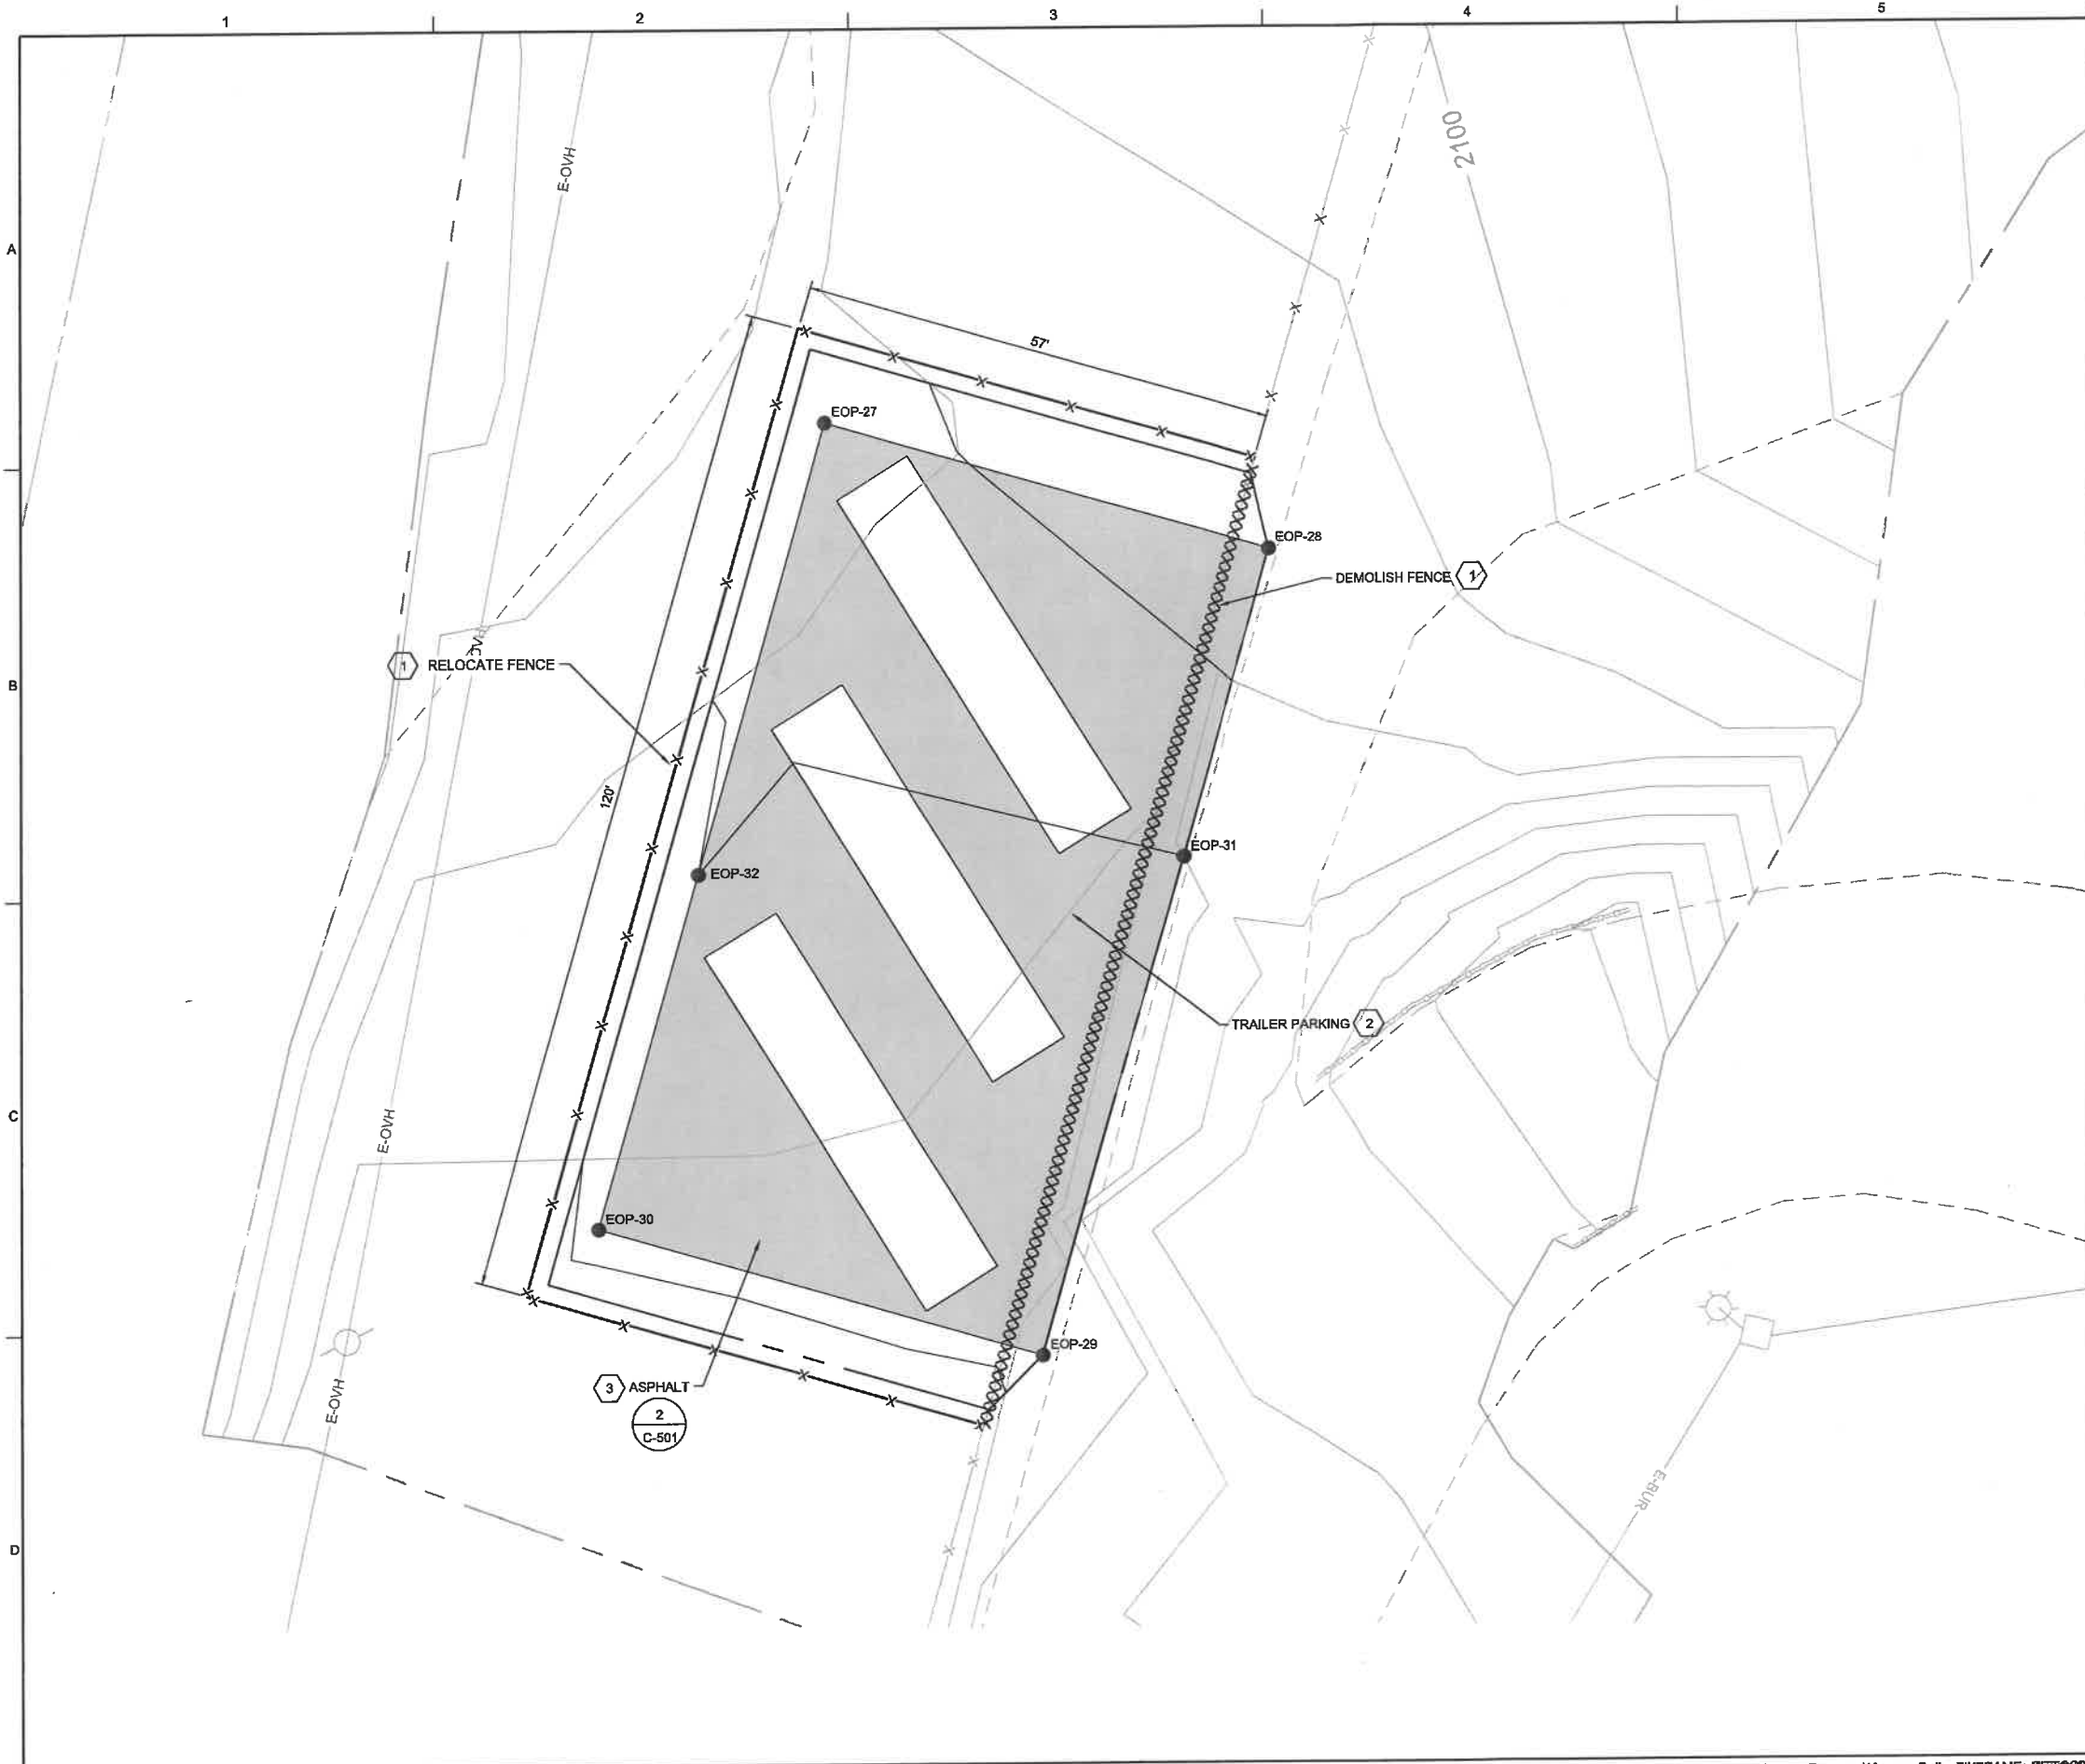 1 2 3 4 5
E-OVH
2100
A
57'
EOP-27
EOP-28
DEMOLISH FENCE 1
1 RELOCATE FENCE
B
120'
EOP-31
EOP-32
TRAILER PARKING 2
C
E-OVH
EOP-30
EOP-29
3 ASPHALT
2
C-501
E-OVH
E-BUR
D